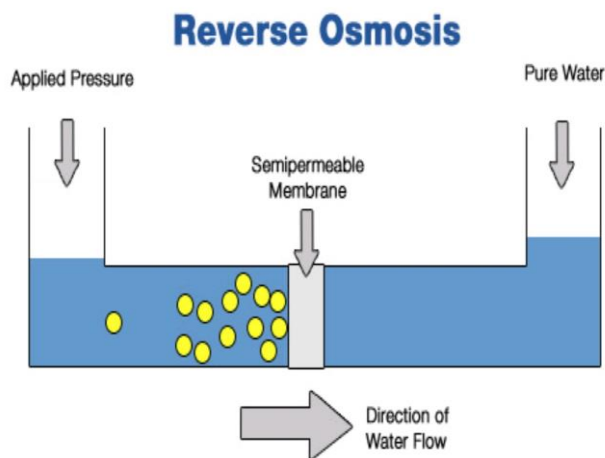 Reverse Osmosis
Applied Pressure
Pure Water
Semipermeable
Membrane
Direction of
Water Flow